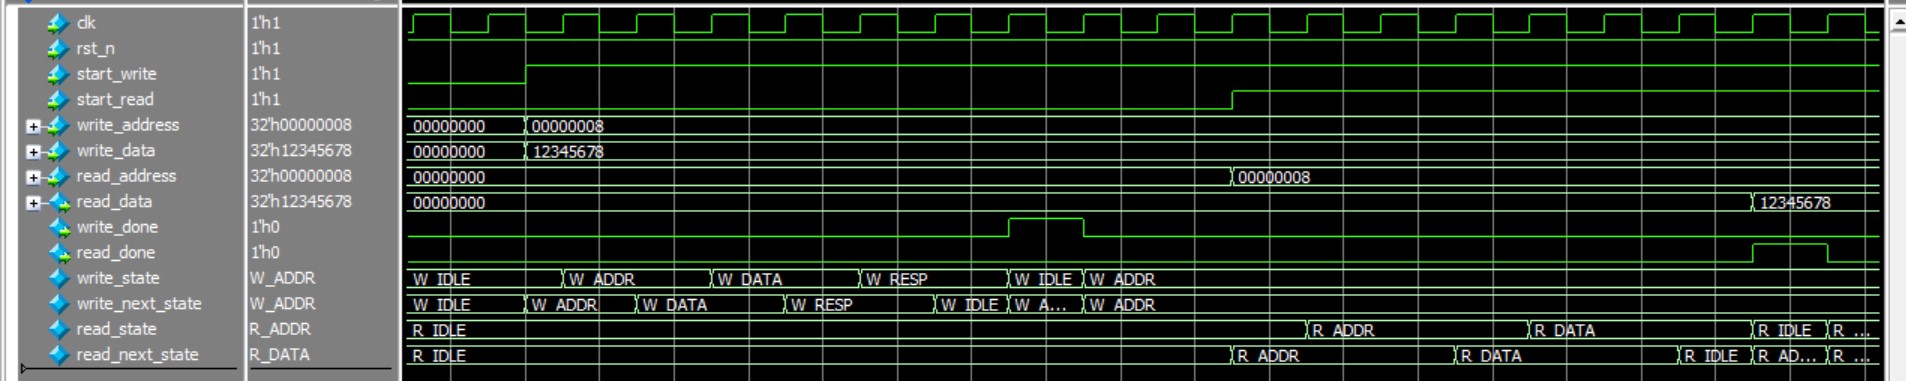 clk 1'h1
rst_n 1'h1
start_write 1'h1
start_read 1'h1
write_address 32'h00000008 00000000 00000008
write_data 32'h12345678 00000000 12345678
read_address 32'h00000008 00000000 00000008
read_data 32'h12345678 00000000 12345678
write_done 1'h0
read_done 1'h0
write_state W_ADDR W_IDLE W_ADDR W_DATA W_RESP W_IDLE W_ADDR
write_next_state W_ADDR W_IDLE W_ADDR W_DATA W_RESP W_IDLE W_A... W_ADDR
read_state R_ADDR R_IDLE R_ADDR R_DATA R_IDLE R_...
read_next_state R_DATA R_IDLE R_ADDR R_DATA R_IDLE R_AD... R_...